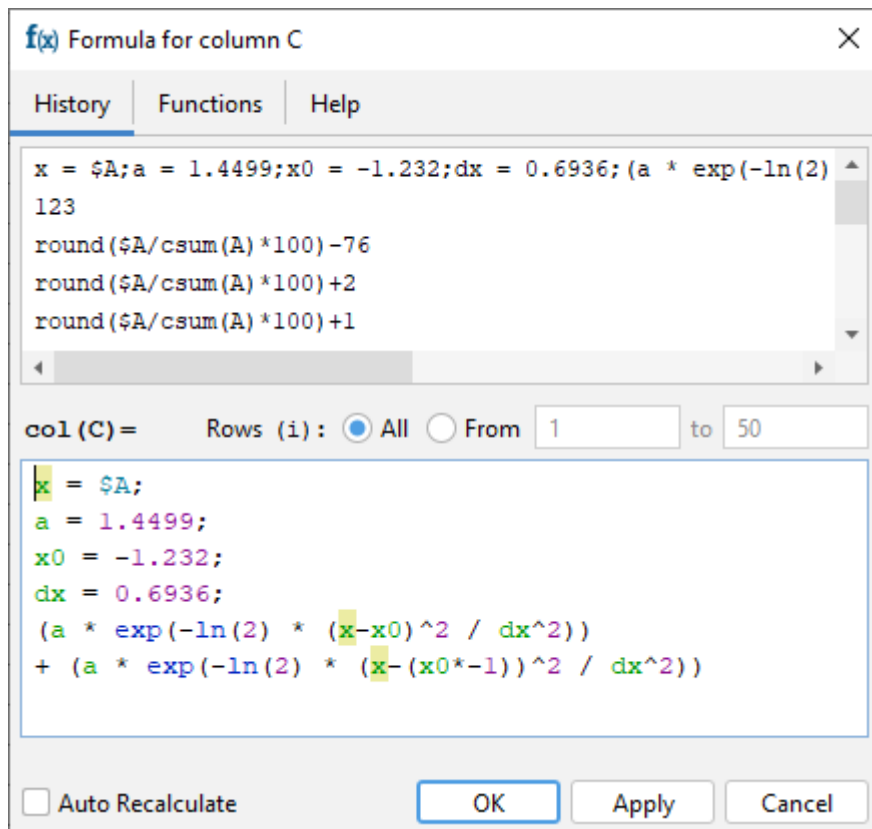 f(x) Formula for column C
History Functions Help
x = $A;a = 1.4499;x0 = -1.232;dx = 0.6936;(a * exp(-ln(2)
123
round($A/csum(A)*100)-76
round($A/csum(A)*100)+2
round($A/csum(A)*100)+1
col(C)= Rows (i): All From 1 to 50
x = $A;
a = 1.4499;
x0 = -1.232;
dx = 0.6936;
(a * exp(-ln(2) * (x-x0)^2 / dx^2))
+ (a * exp(-ln(2) * (x-(x0*-1))^2 / dx^2))
Auto Recalculate OK Apply Cancel